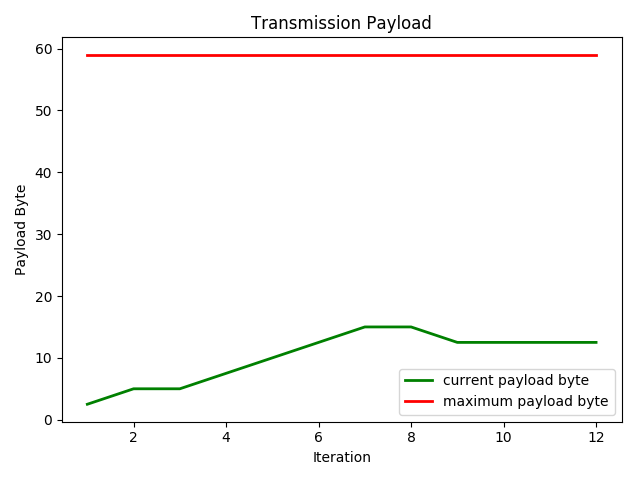 Transmission Payload
Payload Byte
60
50
40
30
20
10
0
2 4 6 8 10 12
Iteration
current payload byte
maximum payload byte